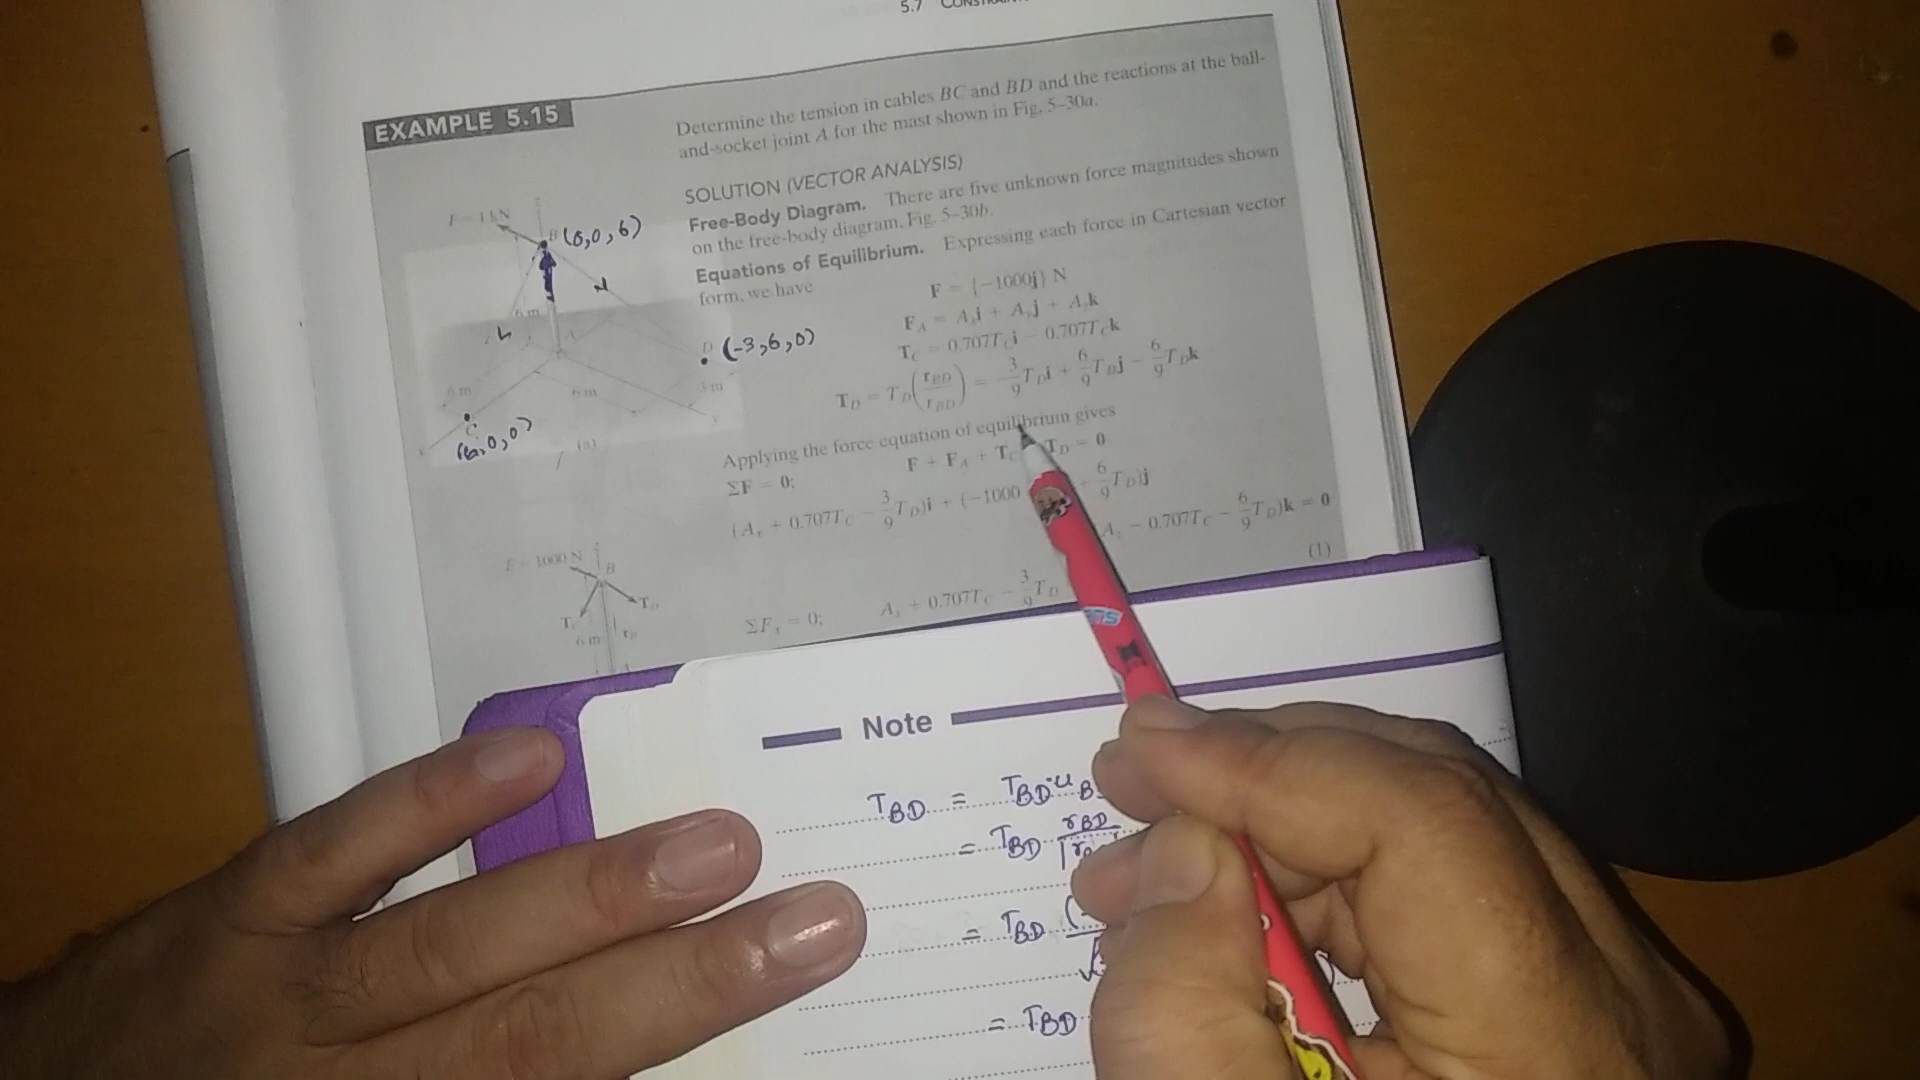 5.7
EXAMPLE 5.15
Determine the tension in cables BC and BD and the reactions at the ball-
and-socket joint A for the mast shown in Fig. 5–30a.
SOLUTION (VECTOR ANALYSIS)
Free-Body Diagram. There are five unknown force magnitudes shown
on the free-body diagram, Fig. 5–30b.
Equations of Equilibrium. Expressing each force in Cartesian vector
form, we have
F = {−1000j} N
F_A = A_x i + A_y j + A_z k
T_C = 0.707T_C i − 0.707T_C k
T_D = T_D (r_BD / r_BD) = −3/9 T_D i + 6/9 T_D j − 6/9 T_D k
Applying the force equation of equilibrium gives
ΣF = 0; F + F_A + T_C T_D = 0
(A_x + 0.707T_C − 3/9 T_D)i + (−1000 + 6/9 T_D)j
A_z − 0.707T_C − 6/9 T_D)k = 0
ΣF_x = 0; A_x + 0.707T_C − 3/9 T_D (1)
F = 1 kN
z
B (0,0,6)
6 m
A
D (-3,6,0)
6 m
6 m
3 m
C
x
y
(a)
F = 1000 N
z
B
T_D
T_C
6 m
r_B
A
Note
T_BD = T_BD . u_B
= T_BD r_BD
= T_BD
= T_BD